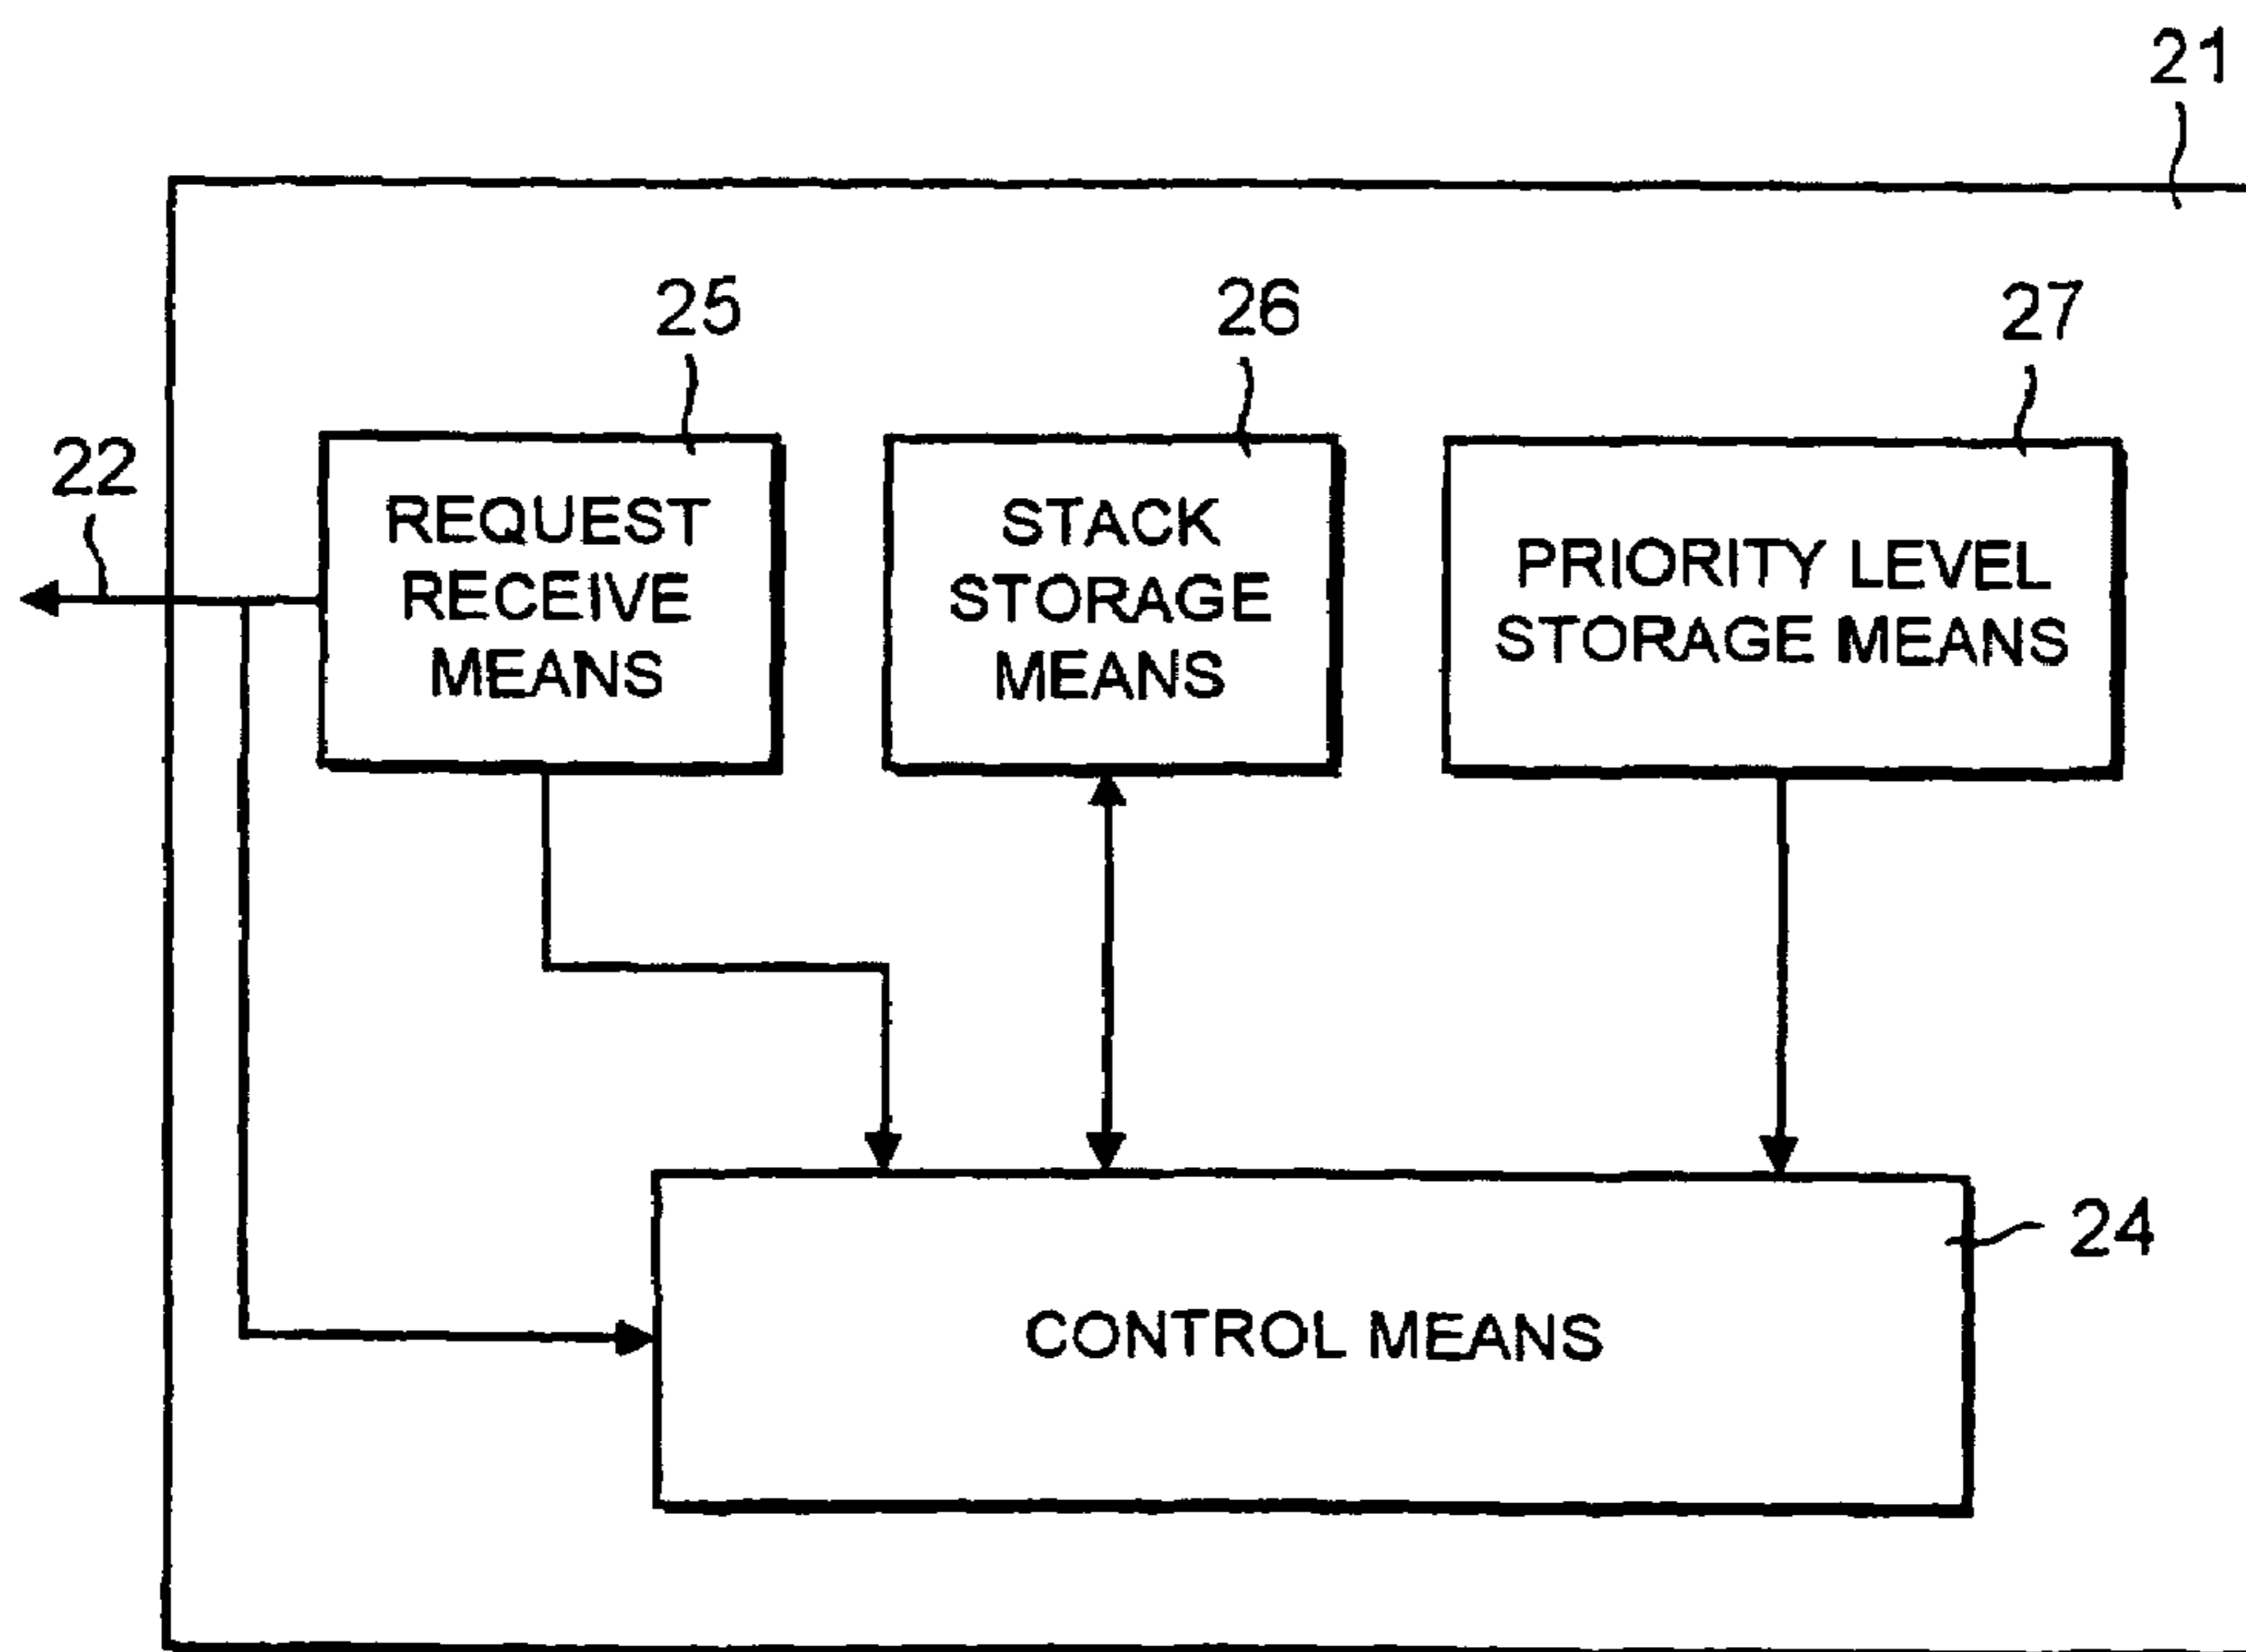 21
25
26
27
22
REQUEST
RECEIVE
MEANS
STACK
STORAGE
MEANS
PRIORITY LEVEL
STORAGE MEANS
24
CONTROL MEANS